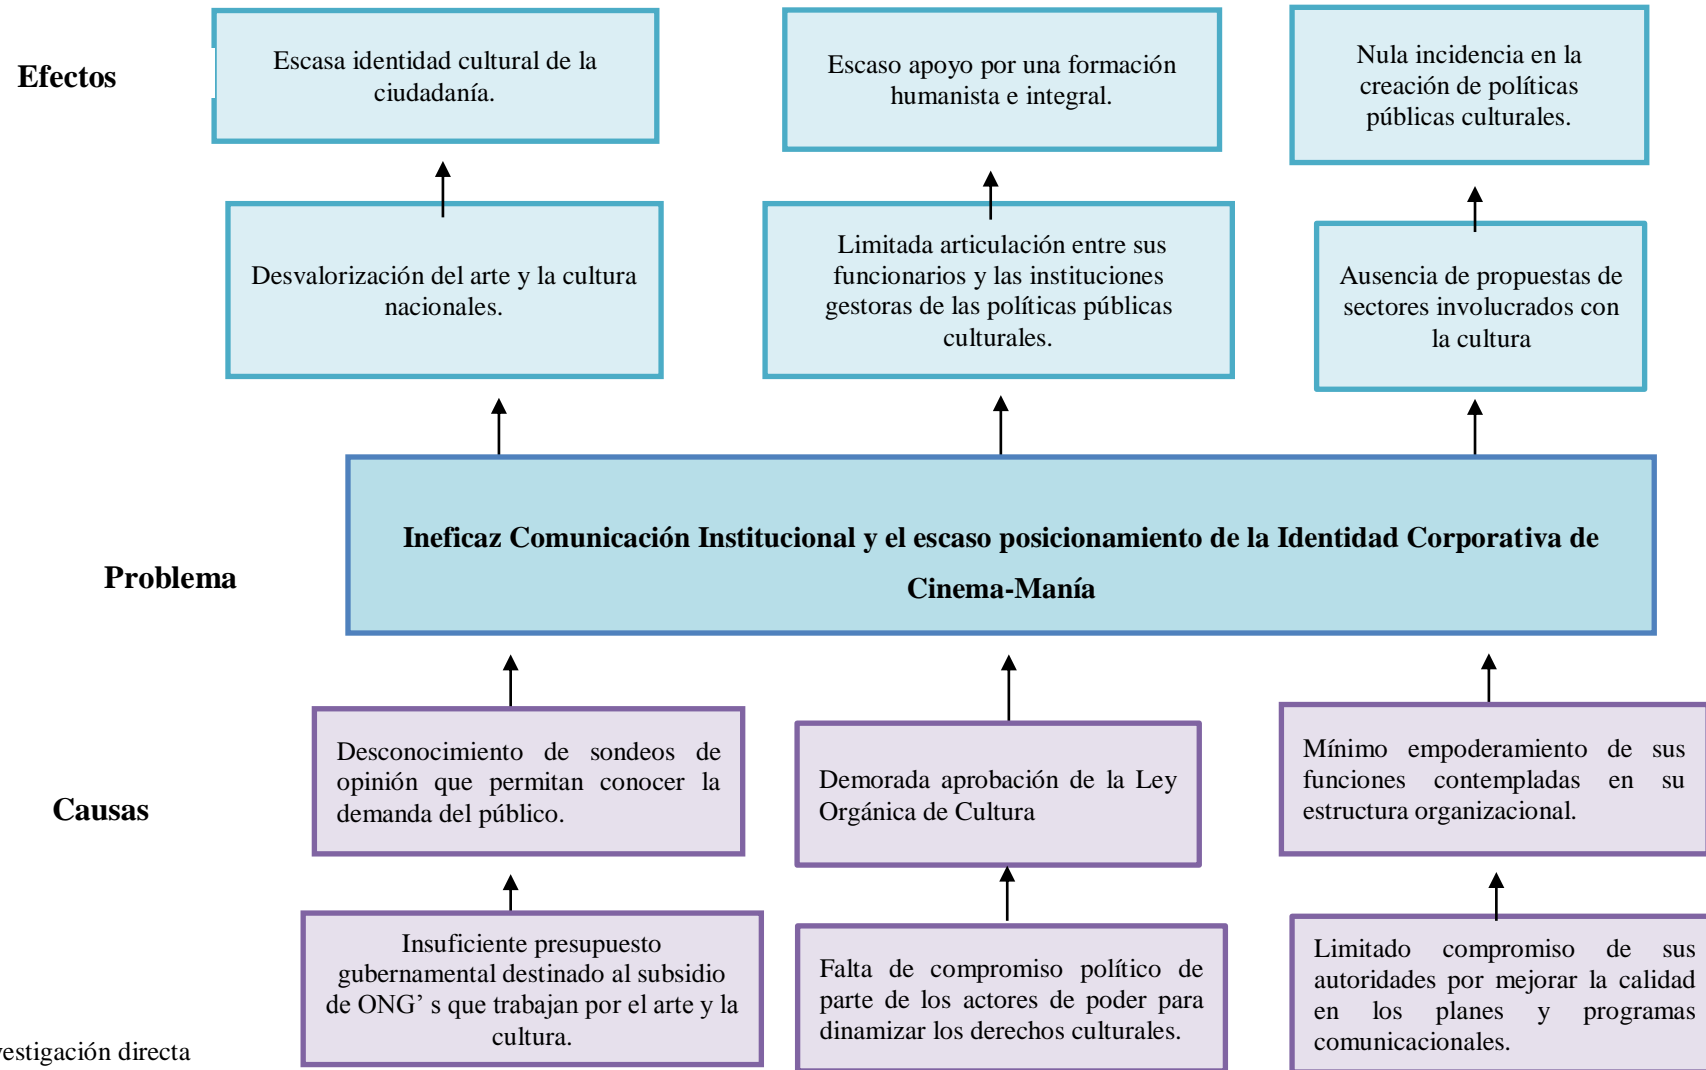 Efectos
Escasa identidad cultural de la
ciudadanía.
Escaso apoyo por una formación
humanista e integral.
Nula incidencia en la
creación de políticas
públicas culturales.
Desvalorización del arte y la cultura
nacionales.
Limitada articulación entre sus
funcionarios y las instituciones
gestoras de las políticas públicas
culturales.
Ausencia de propuestas de
sectores involucrados con
la cultura
Problema
Ineficaz Comunicación Institucional y el escaso posicionamiento de la Identidad Corporativa de
Cinema-Manía
Causas
Desconocimiento de sondeos de
opinión que permitan conocer la
demanda del público.
Demorada aprobación de la Ley
Orgánica de Cultura
Mínimo empoderamiento de sus
funciones contempladas en su
estructura organizacional.
Insuficiente presupuesto
gubernamental destinado al subsidio
de ONG’ s que trabajan por el arte y la
cultura.
Falta de compromiso político de
parte de los actores de poder para
dinamizar los derechos culturales.
Limitado compromiso de sus
autoridades por mejorar la calidad
en los planes y programas
comunicacionales.
vestigación directa